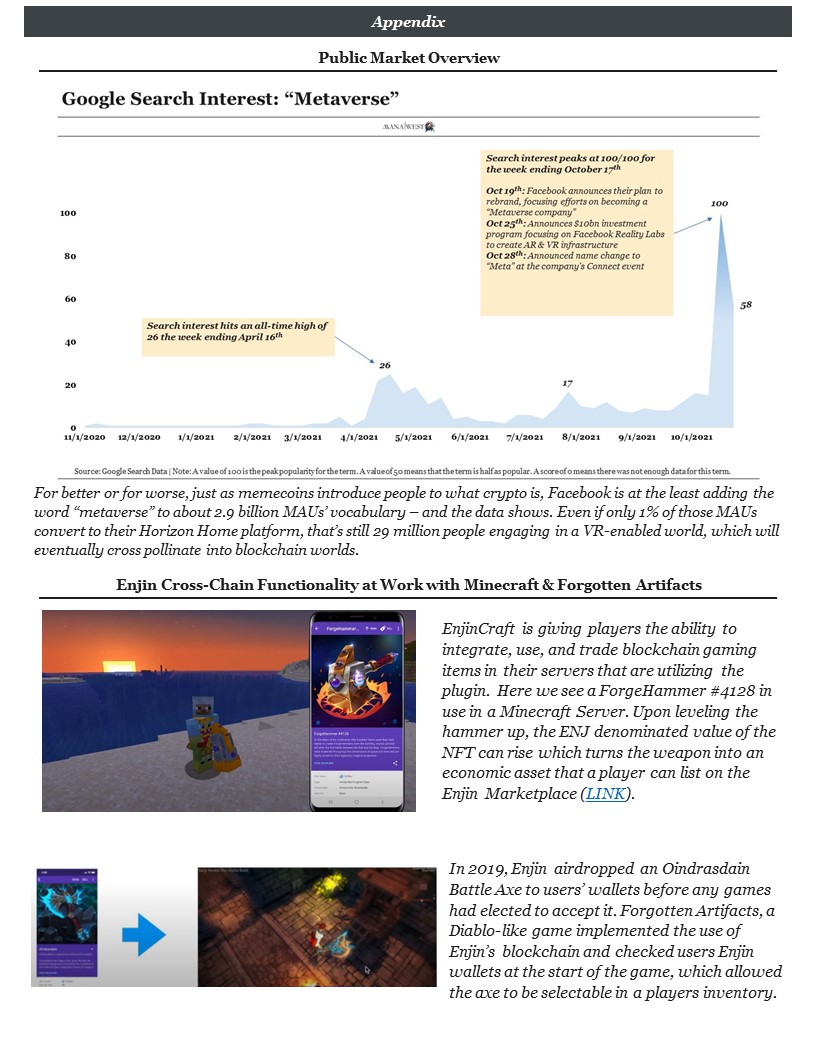 Appendix
Public Market Overview
Google Search Interest: “Metaverse”
MANA|WEST
Search interest peaks at 100/100 for
the week ending October 17th
Oct 19th: Facebook announces their plan to
rebrand, focusing efforts on becoming a
“Metaverse company”
Oct 25th: Announces $10bn investment
program focusing on Facebook Reality Labs
to create AR & VR infrastructure
Oct 28th: Announced name change to
“Meta” at the company’s Connect event
100
100
80
60
58
Search interest hits an all-time high of
26 the week ending April 16th
40
26
20
17
0
11/1/2020 12/1/2020 1/1/2021 2/1/2021 3/1/2021 4/1/2021 5/1/2021 6/1/2021 7/1/2021 8/1/2021 9/1/2021 10/1/2021
Source: Google Search Data | Note: A value of 100 is the peak popularity for the term. A value of 50 means that the term is half as popular. A score of 0 means there was not enough data for this term.
For better or for worse, just as memecoins introduce people to what crypto is, Facebook is at the least adding the
word “metaverse” to about 2.9 billion MAUs’ vocabulary – and the data shows. Even if only 1% of those MAUs
convert to their Horizon Home platform, that’s still 29 million people engaging in a VR-enabled world, which will
eventually cross pollinate into blockchain worlds.
Enjin Cross-Chain Functionality at Work with Minecraft & Forgotten Artifacts
ForgeHammer...
ForgeHammer #4128
EnjinCraft is giving players the ability to
integrate, use, and trade blockchain gaming
items in their servers that are utilizing the
plugin. Here we see a ForgeHammer #4128 in
use in a Minecraft Server. Upon leveling the
hammer up, the ENJ denominated value of the
NFT can rise which turns the weapon into an
economic asset that a player can list on the
Enjin Marketplace (LINK).
In 2019, Enjin airdropped an Oindrasdain
Battle Axe to users’ wallets before any games
had elected to accept it. Forgotten Artifacts, a
Diablo-like game implemented the use of
Enjin’s blockchain and checked users Enjin
wallets at the start of the game, which allowed
the axe to be selectable in a players inventory.